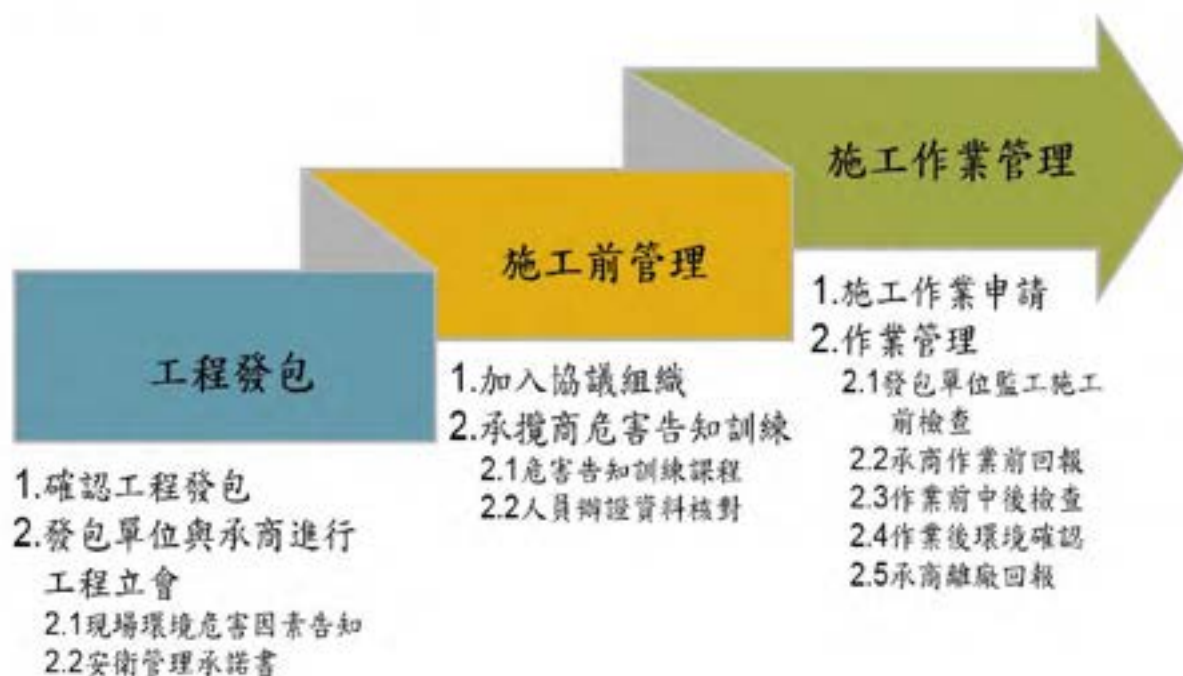 工程發包
1.確認工程發包
2.發包單位與承商進行
工程立會
2.1現場環境危害因素告知
2.2安衛管理承諾書
施工前管理
1.加入協議組織
2.承攬商危害告知訓練
2.1危害告知訓練課程
2.2人員辦證資料核對
施工作業管理
1.施工作業申請
2.作業管理
2.1發包單位監工施工
前檢查
2.2承商作業前回報
2.3作業前中後檢查
2.4作業後環境確認
2.5承商離廠回報